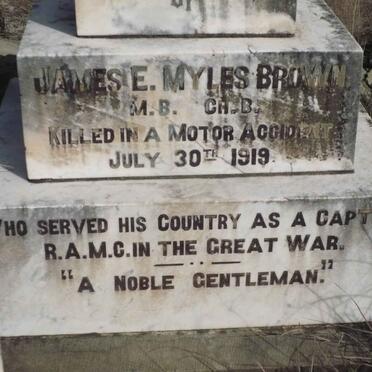 OF
JAMES E. MYLES BROWN
M.B. CH.B.
KILLED IN A MOTOR ACCIDENT
JULY 30TH 1919.
WHO SERVED HIS COUNTRY AS A CAPT
R.A.M.C. IN THE GREAT WAR.
"A NOBLE GENTLEMAN."